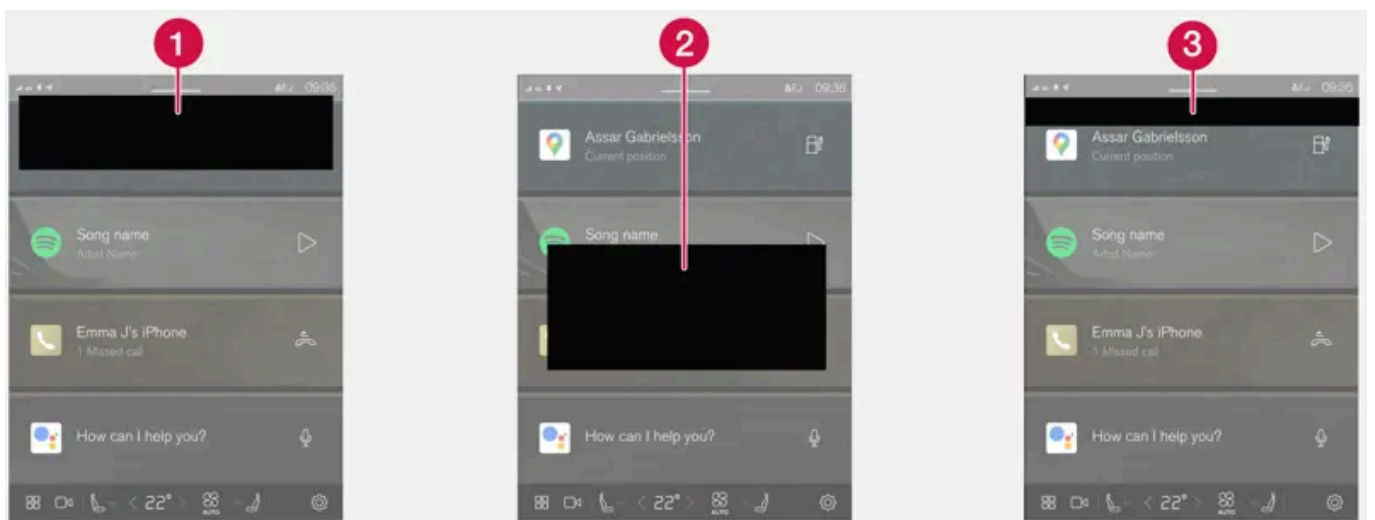 1
2
3
09:36
09:36
09:36
Song name
Artist Name
Emma J's iPhone
1 Missed call
How can I help you?
22°
AUTO
Assar Gabrielsson
Current position
Song name
How can I help you?
22°
AUTO
Assar Gabrielsson
Current position
Song name
Artist Name
Emma J's iPhone
1 Missed call
How can I help you?
22°
AUTO